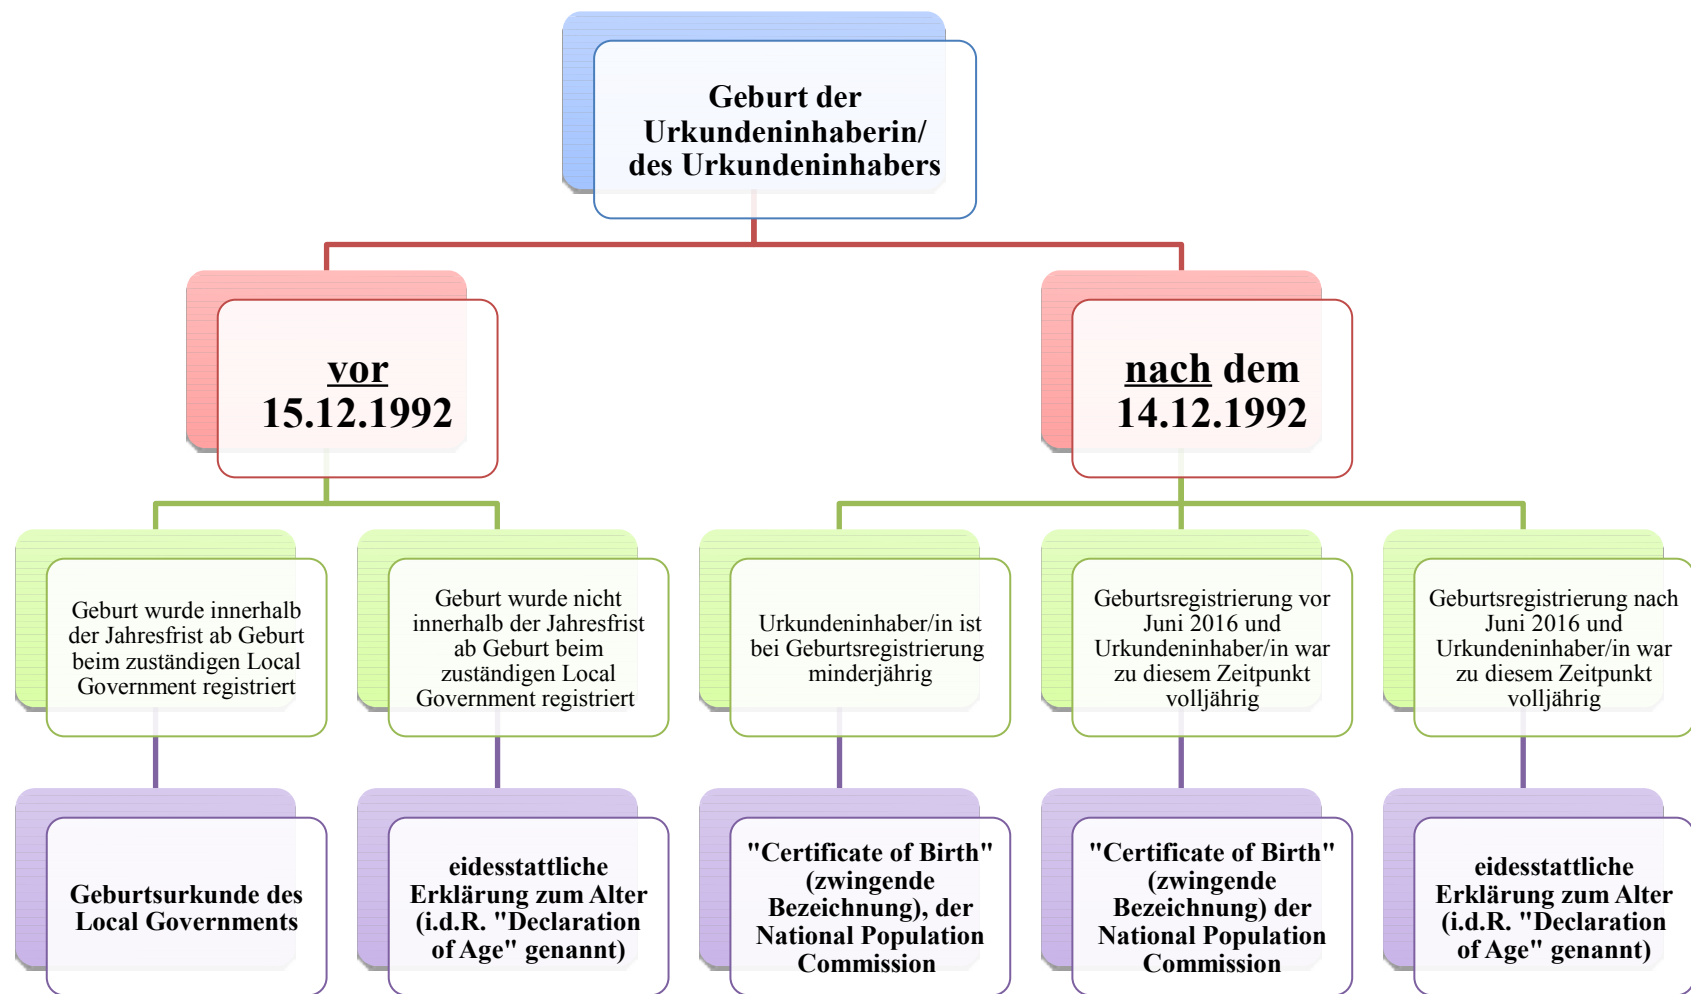 Geburt der
Urkundeninhaberin/
des Urkundeninhabers
vor
15.12.1992
nach dem
14.12.1992
Geburt wurde innerhalb
der Jahresfrist ab Geburt
beim zuständigen Local
Government registriert
Geburt wurde nicht
innerhalb der Jahresfrist
ab Geburt beim
zuständigen Local
Government registriert
Urkundeninhaber/in ist
bei Geburtsregistrierung
minderjährig
Geburtsregistrierung vor
Juni 2016 und
Urkundeninhaber/in war
zu diesem Zeitpunkt
volljährig
Geburtsregistrierung nach
Juni 2016 und
Urkundeninhaber/in war
zu diesem Zeitpunkt
volljährig
Geburtsurkunde des
Local Governments
eidesstattliche
Erklärung zum Alter
(i.d.R. "Declaration
of Age" genannt)
"Certificate of Birth"
(zwingende
Bezeichnung), der
National Population
Commission
"Certificate of Birth"
(zwingende
Bezeichnung) der
National Population
Commission
eidesstattliche
Erklärung zum Alter
(i.d.R. "Declaration
of Age" genannt)